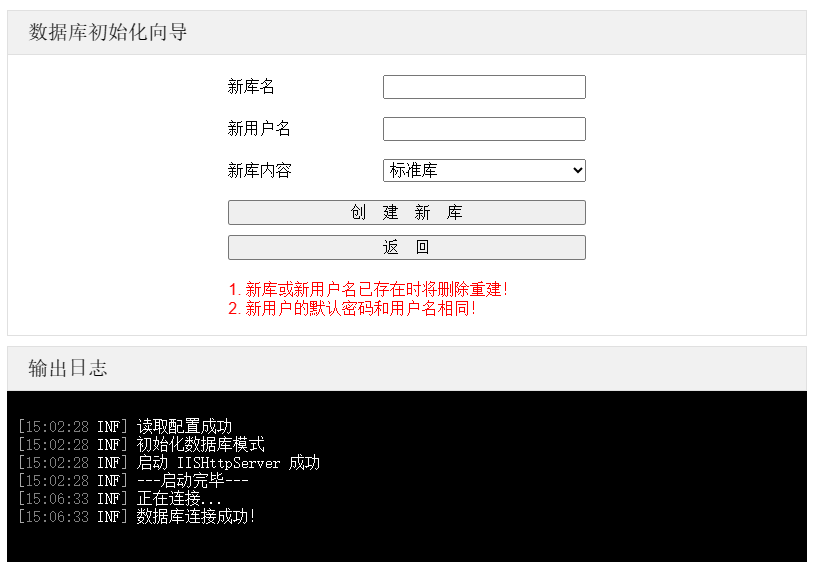 数据库初始化向导
新库名
新用户名
新库内容 标准库
创 建 新 库
返 回
1. 新库或新用户名已存在时将删除重建!
2. 新用户的默认密码和用户名相同!
输出日志
[15:02:28 INF] 读取配置成功
[15:02:28 INF] 初始化数据库模式
[15:02:28 INF] 启动 IISHttpServer 成功
[15:02:28 INF] ---启动完毕---
[15:06:33 INF] 正在连接...
[15:06:33 INF] 数据库连接成功!